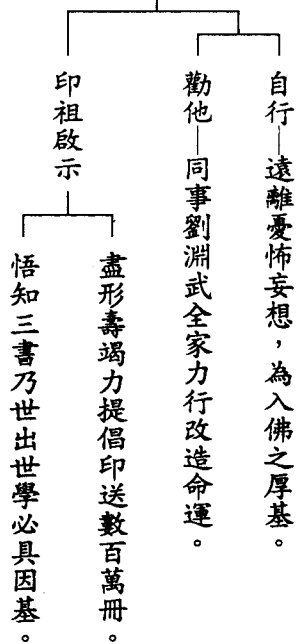 自行—遠離憂怖妄想，為入佛之厚基。
勸他—同事劉淵武全家力行改造命運。
印祖啟示
盡形壽竭力提倡印送數百萬冊。
悟知三書乃世出世學必具因基。